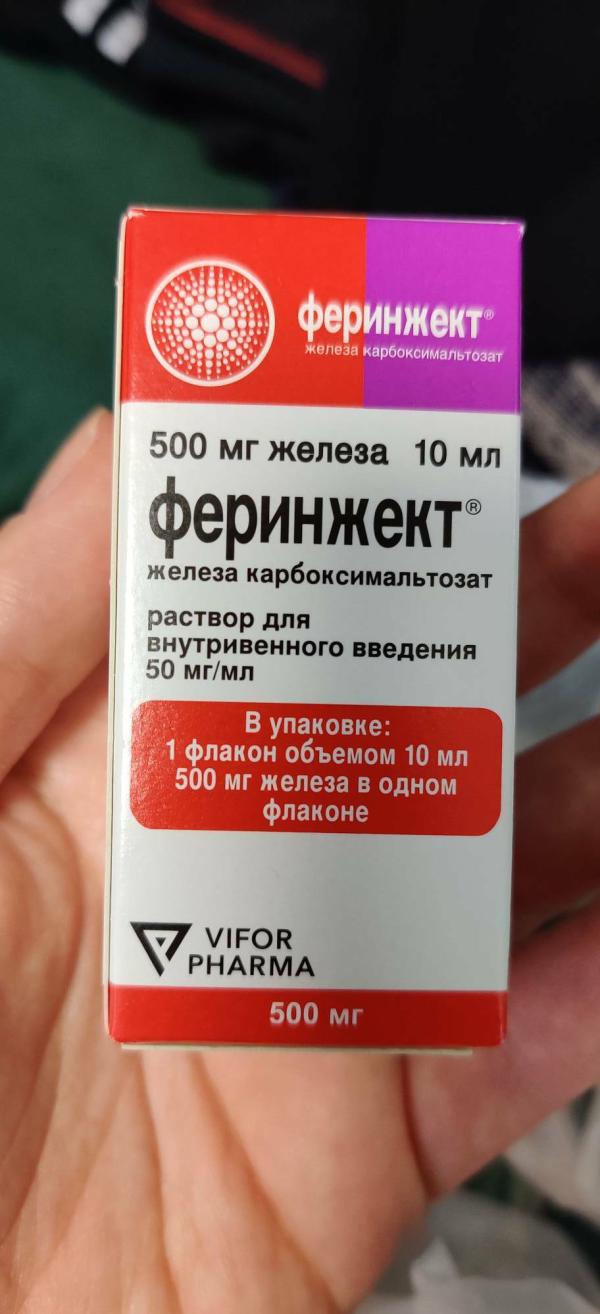 феринжект®
железа карбоксимальтозат
500 мг железа 10 мл
феринжект®
железа карбоксимальтозат
раствор для
внутривенного введения
50 мг/мл
В упаковке:
1 флакон объемом 10 мл
500 мг железа в одном
флаконе
VIFOR
PHARMA
500 мг